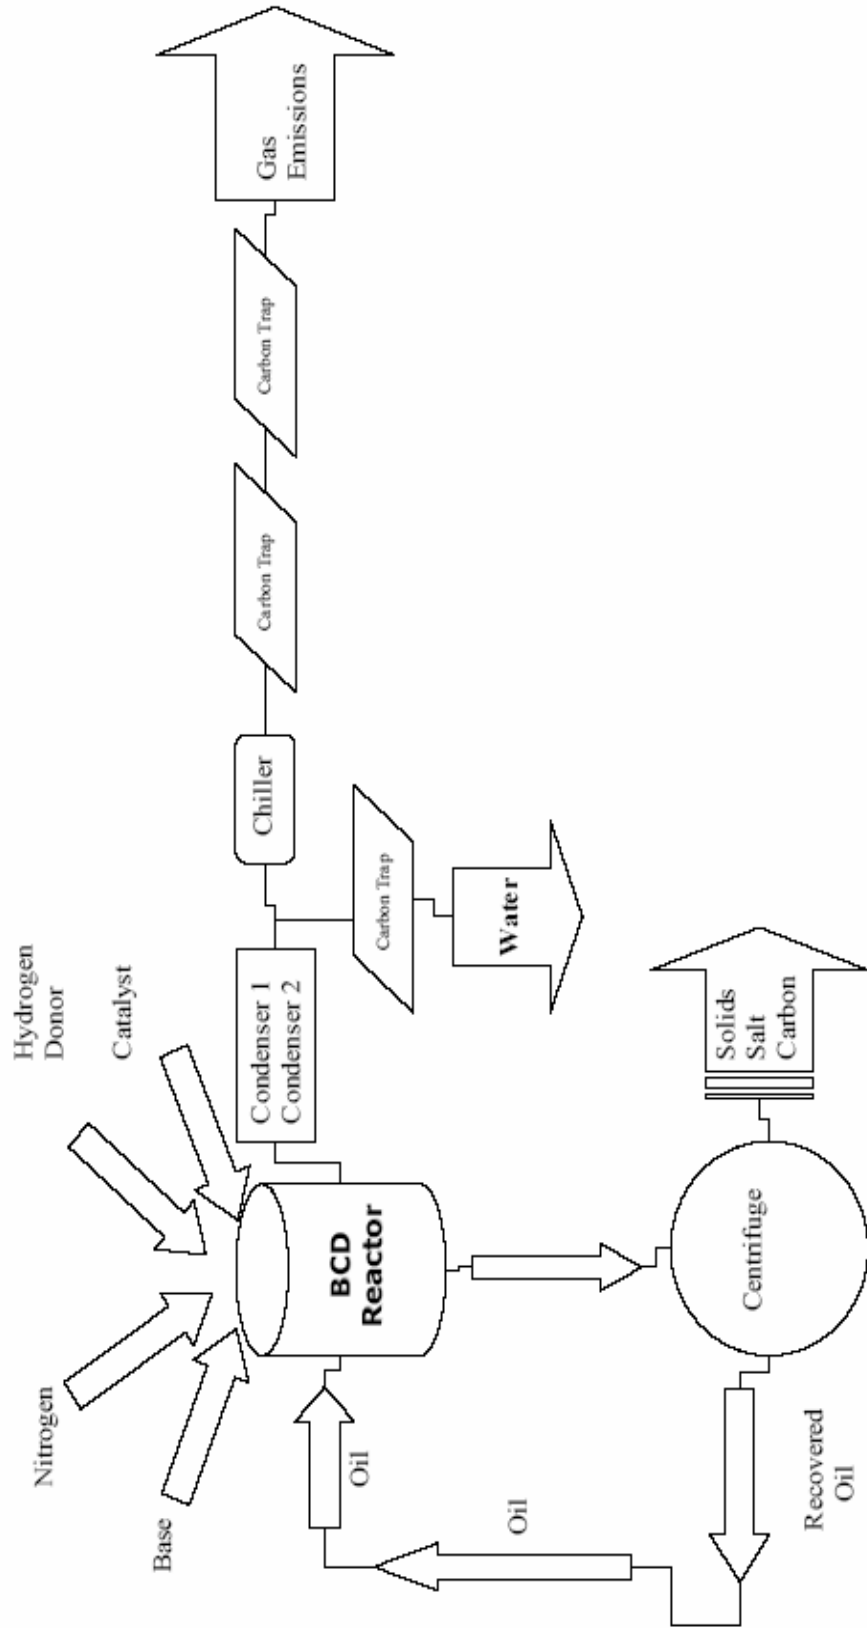 Hydrogen
Donor
Catalyst
Nitrogen
Base
BCD
Reactor
Condenser 1
Condenser 2
Chiller
Carbon Trap
Carbon Trap
Gas
Emissions
Carbon Trap
Water
Oil
Oil
Centrifuge
Solids
Salt
Carbon
Recovered
Oil